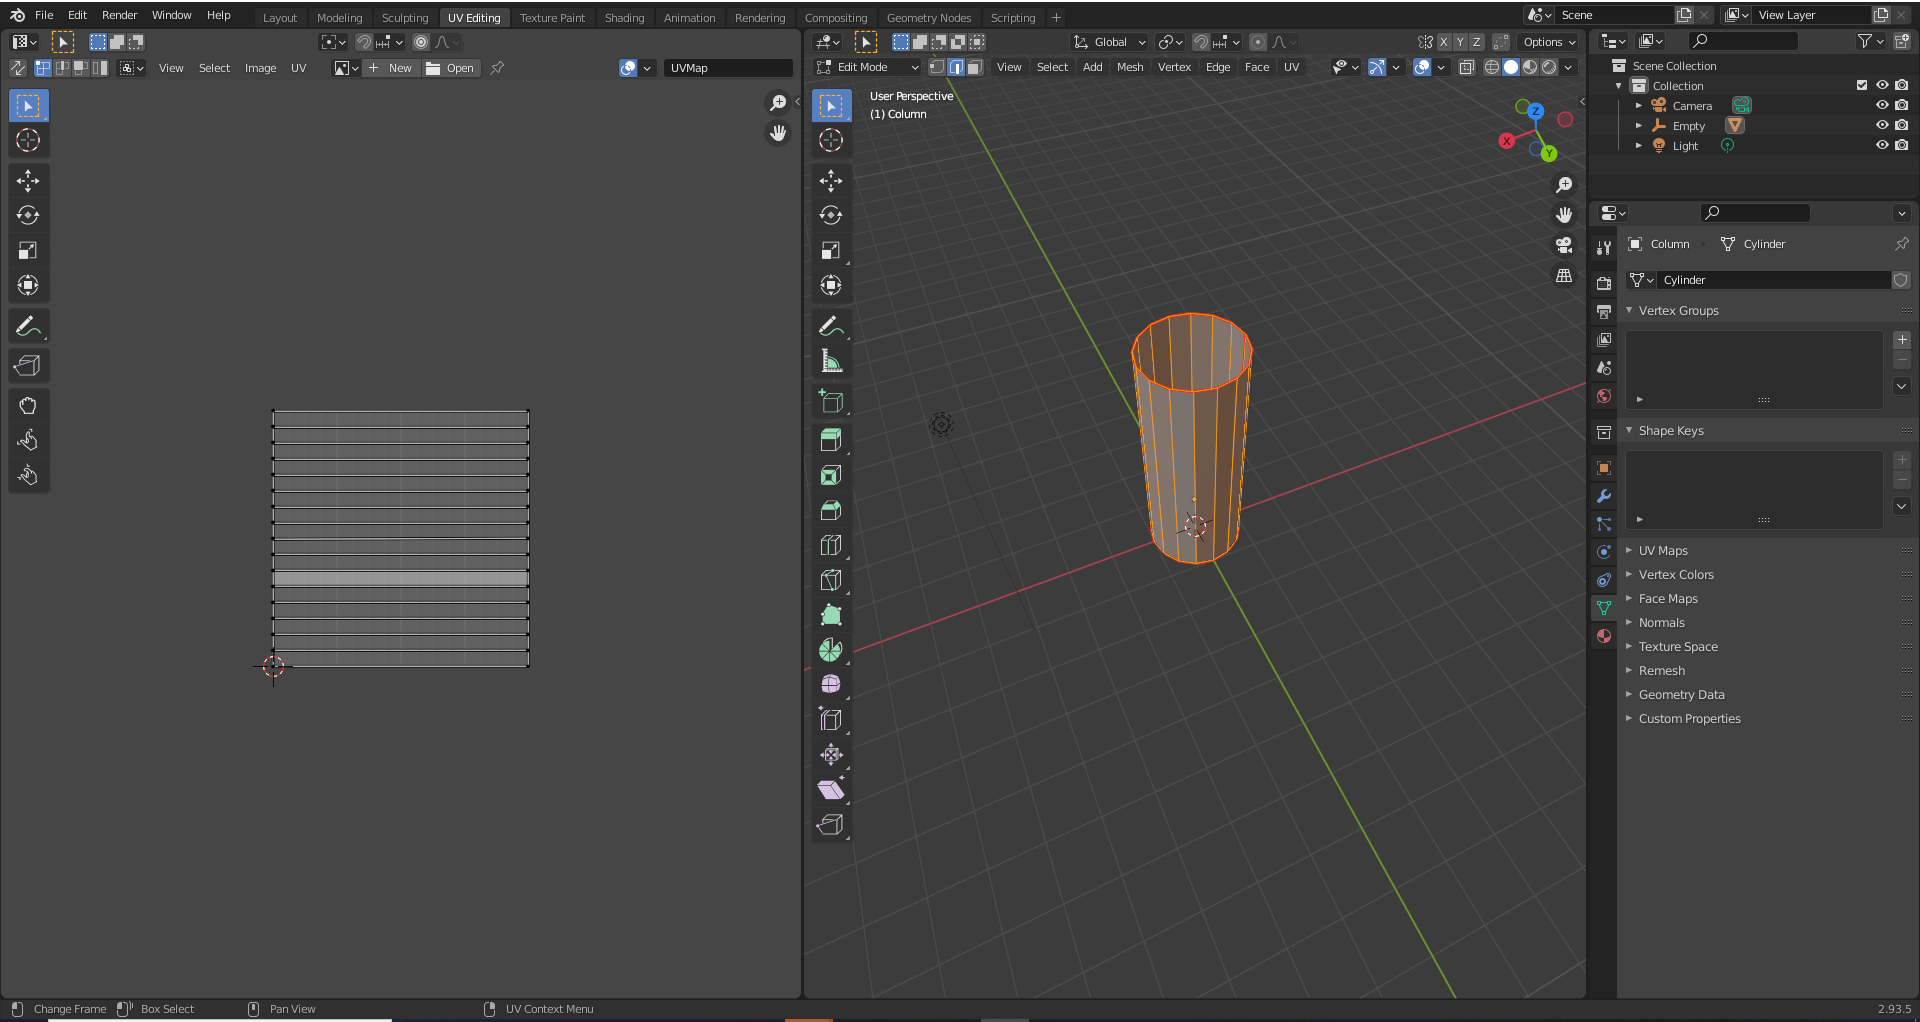 File Edit Render Window Help Layout Modeling Sculpting UV Editing Texture Paint Shading Animation Rendering Compositing Geometry Nodes Scripting + Scene View Layer
Global X Y Z Options
View Select Image UV New Open UVMap
Edit Mode View Select Add Mesh Vertex Edge Face UV
User Perspective
(1) Column
Z
X
Y
Scene Collection
Collection
Camera
Empty
Light
Column Cylinder
Cylinder
Vertex Groups
Shape Keys
UV Maps
Vertex Colors
Face Maps
Normals
Texture Space
Remesh
Geometry Data
Custom Properties
Change Frame Box Select Pan View UV Context Menu 2.93.5